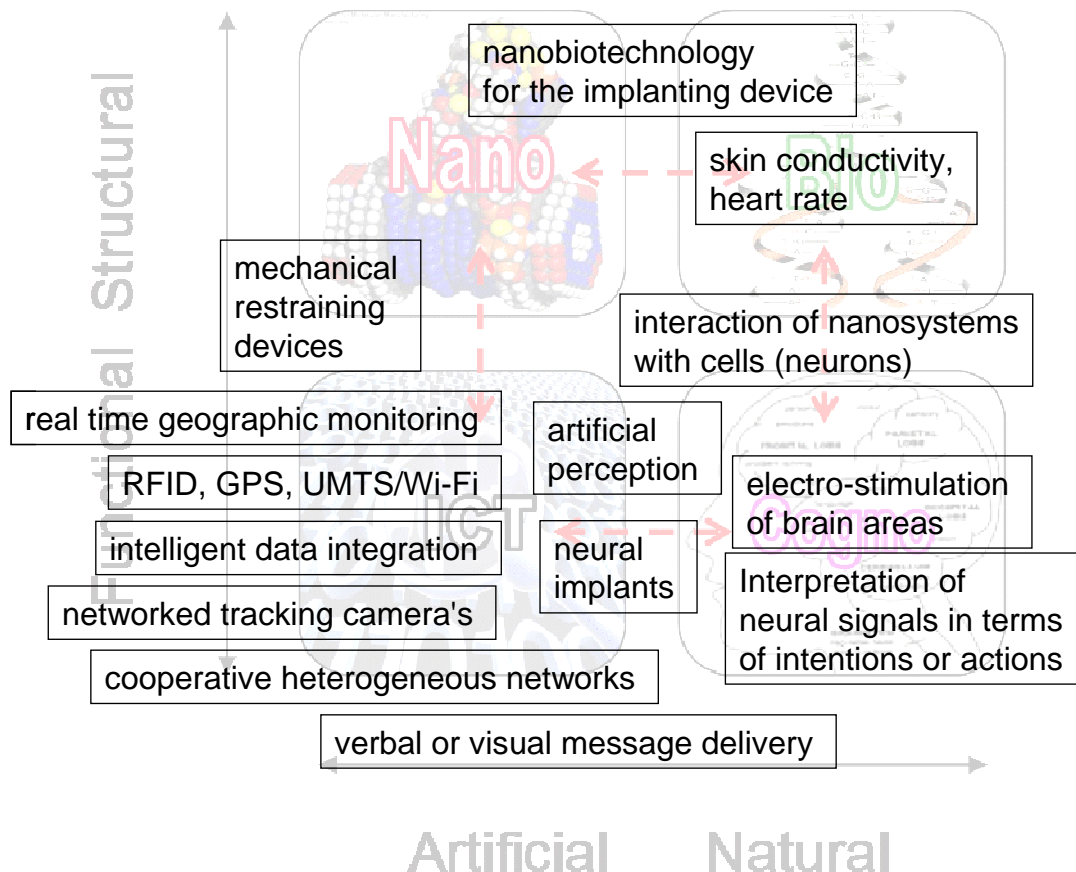 nanobiotechnology
for the implanting device
Nano
Bio
skin conductivity,
heart rate
Structural
mechanical
restraining
devices
interaction of nanosystems
with cells (neurons)
real time geographic monitoring
artificial
perception
RFID, GPS, UMTS/Wi-Fi
ICT
electro-stimulation
of brain areas
Cogno
Functional
intelligent data integration
neural
implants
networked tracking camera's
Interpretation of
neural signals in terms
of intentions or actions
cooperative heterogeneous networks
verbal or visual message delivery
Artificial
Natural